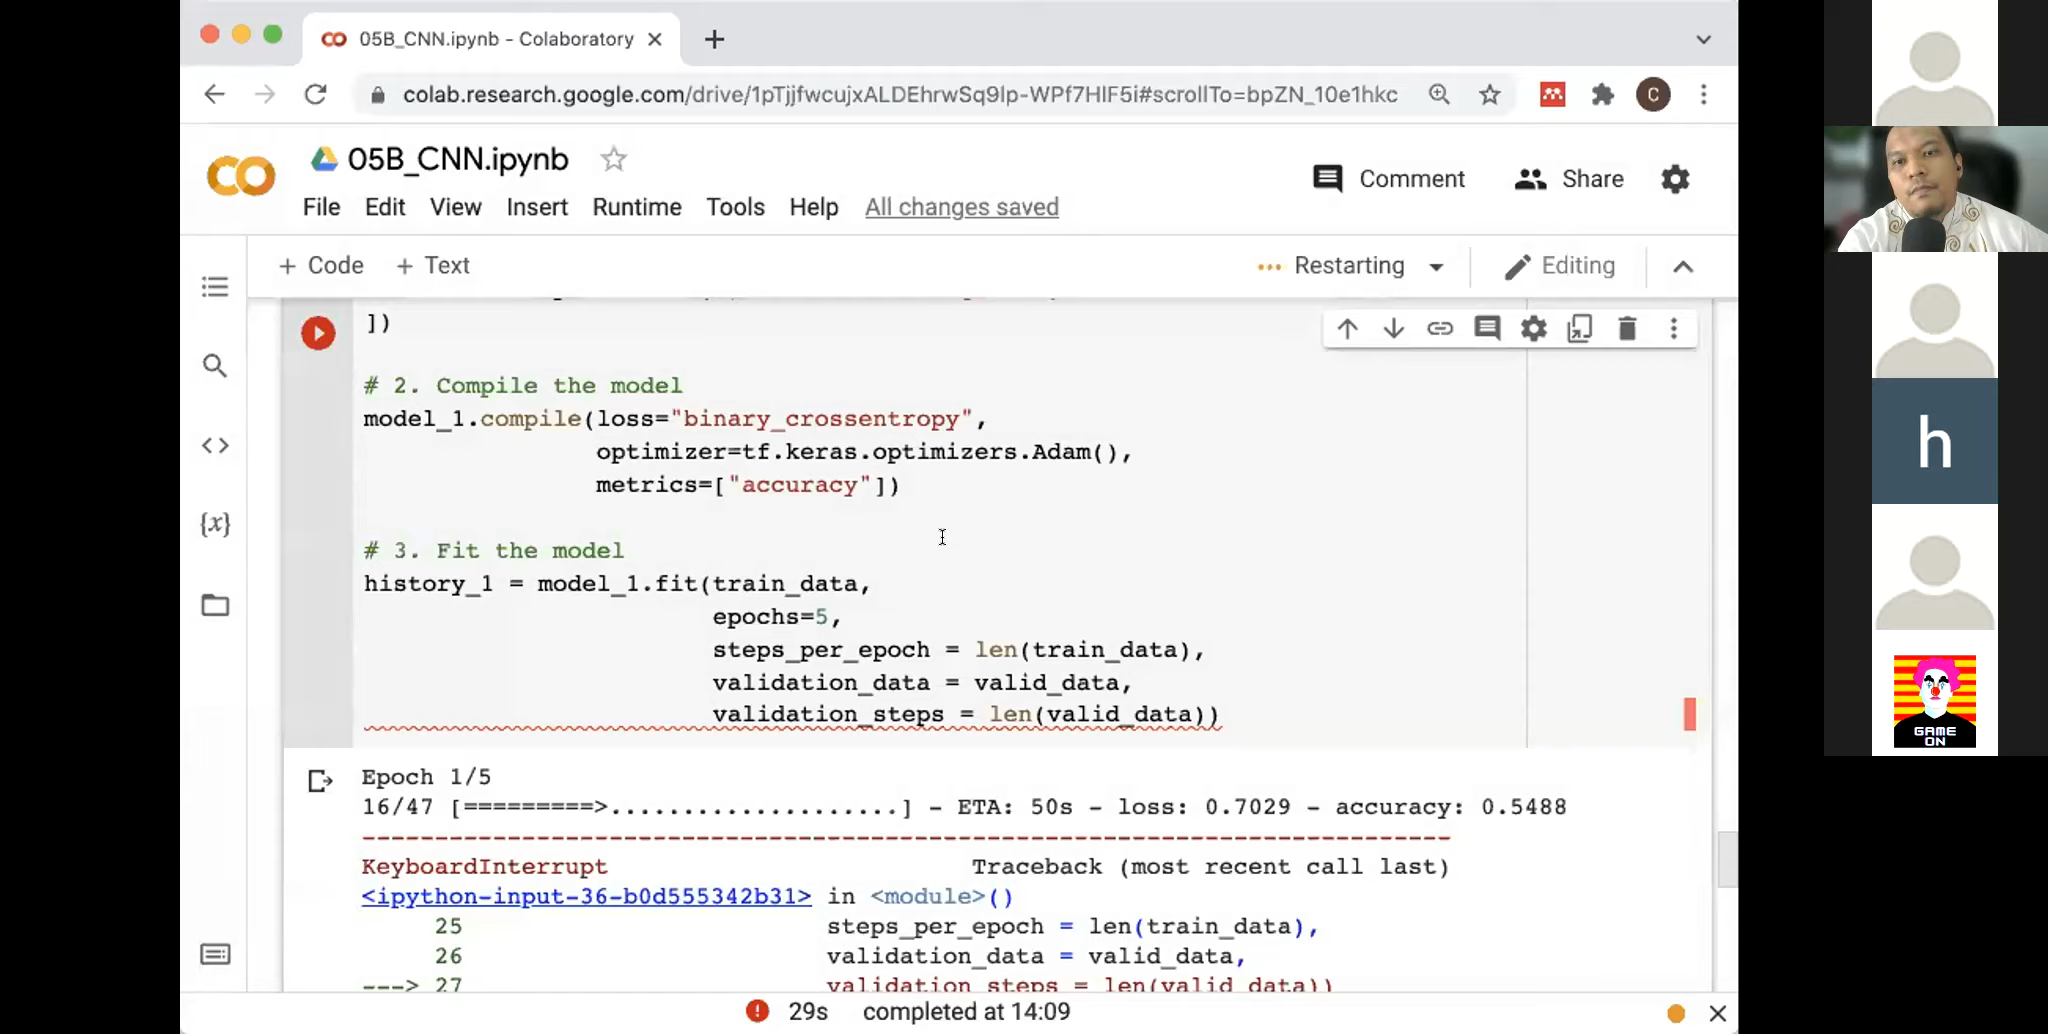 05B_CNN.ipynb - Colaboratory
colab.research.google.com/drive/1pTjjfwcujxALDEhrwSq9lp-WPf7HlF5i#scrollTo=bpZN_10e1hkc
C
05B_CNN.ipynb
Comment
Share
File Edit View Insert Runtime Tools Help All changes saved
+ Code + Text
Restarting
Editing
])
# 2. Compile the model
model_1.compile(loss="binary_crossentropy",
optimizer=tf.keras.optimizers.Adam(),
metrics=["accuracy"])
# 3. Fit the model
history_1 = model_1.fit(train_data,
epochs=5,
steps_per_epoch = len(train_data),
validation_data = valid_data,
validation_steps = len(valid_data))
Epoch 1/5
16/47 [=========>....................] - ETA: 50s - loss: 0.7029 - accuracy: 0.5488
---------------------------------------------------------------------------
KeyboardInterrupt Traceback (most recent call last)
<ipython-input-36-b0d555342b31> in <module>()
25 steps_per_epoch = len(train_data),
26 validation_data = valid_data,
---> 27 validation_steps = len(valid_data))
29s completed at 14:09
h
GAME
ON